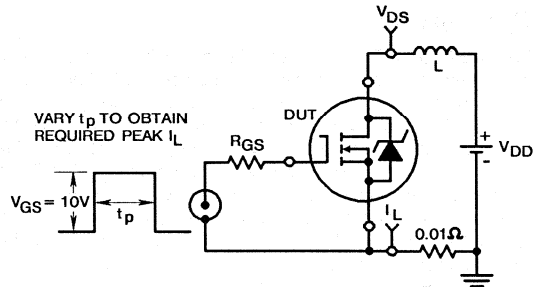 VDS
L
VARY tp TO OBTAIN
REQUIRED PEAK IL
DUT
RGS
+
VDD
-
VGS = 10V
tp
IL
0.01Ω